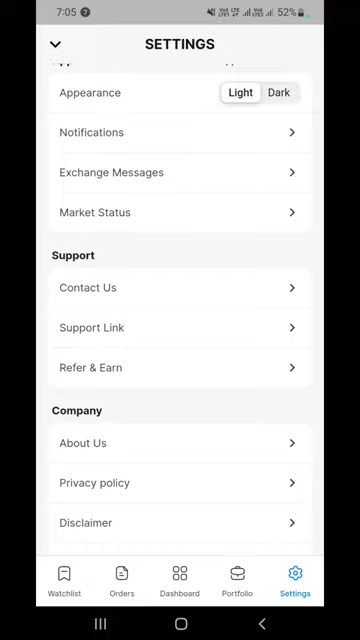 7:05 7 52%
SETTINGS
Appearance Light Dark
Notifications
Exchange Messages
Market Status
Support
Contact Us
Support Link
Refer & Earn
Company
About Us
Privacy policy
Disclaimer
Watchlist Orders Dashboard Portfolio Settings